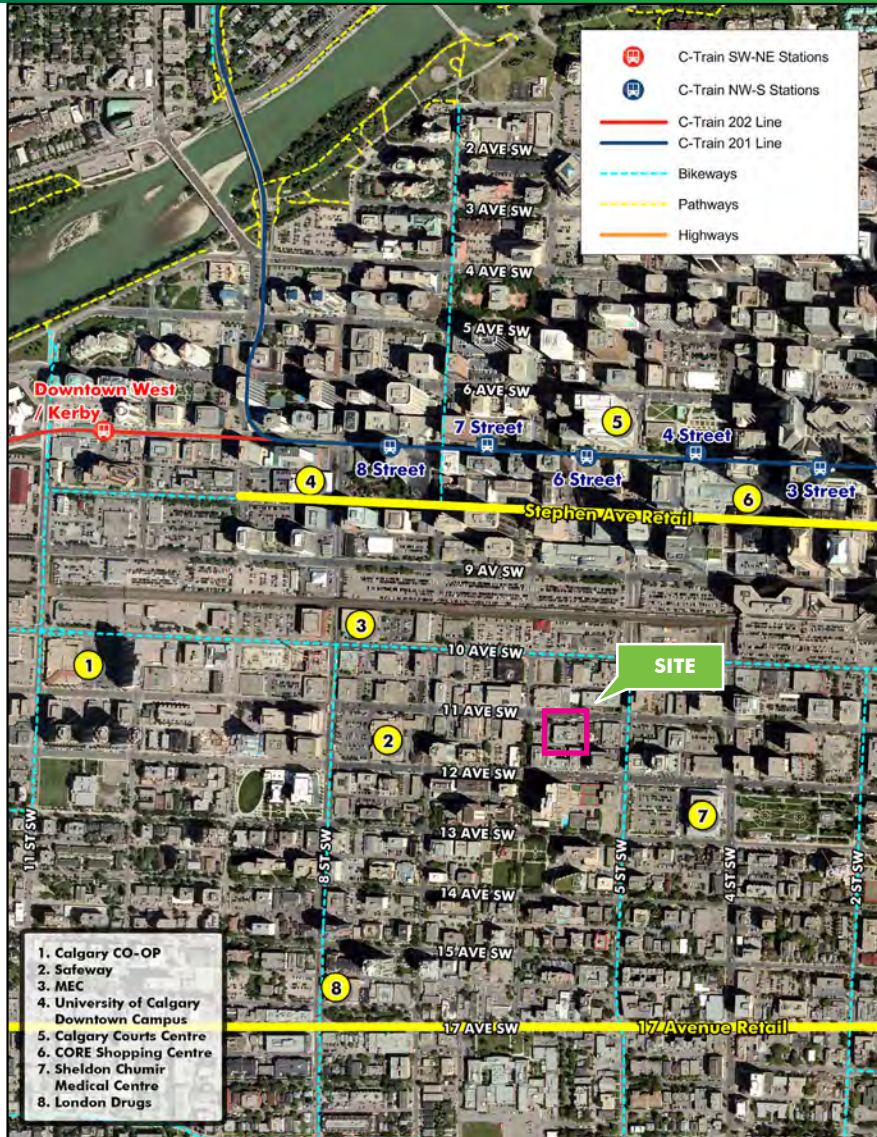 C-Train SW-NE Stations
C-Train NW-S Stations
C-Train 202 Line
C-Train 201 Line
Bikeways
Pathways
Highways
2 AVE SW
3 AVE SW
4 AVE SW
5 AVE SW
6 AVE SW
Downtown West
/ Kerby
7 Street
5
4 Street
8 Street
6 Street
3 Street
4
6
Stephen Ave Retail
9 AV SW
3
10 AVE SW
1
SITE
11 AVE SW
2
12 AVE SW
7
13 AVE SW
11 ST SW
8 ST SW
5 ST SW
4 ST SW
2 ST SW
14 AVE SW
15 AVE SW
8
17 AVE SW
17 Avenue Retail
1. Calgary CO-OP
2. Safeway
3. MEC
4. University of Calgary
Downtown Campus
5. Calgary Courts Centre
6. CORE Shopping Centre
7. Sheldon Chumir
Medical Centre
8. London Drugs